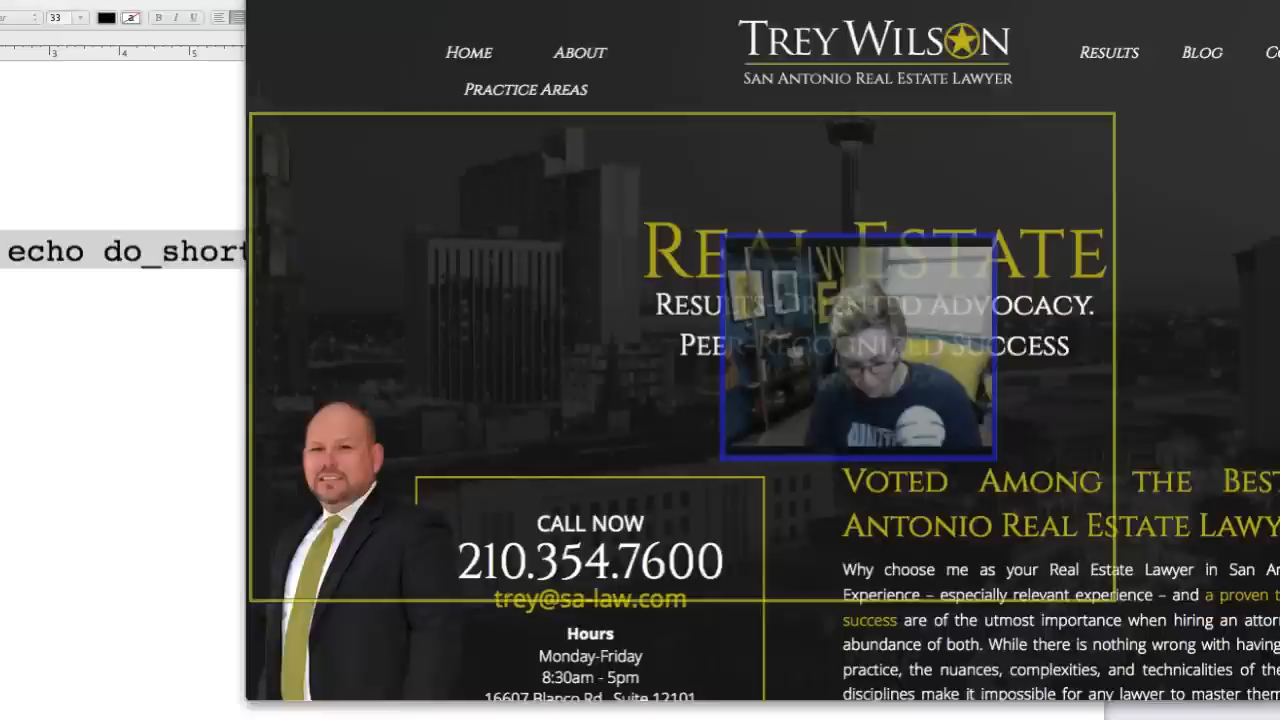 33
B I U
3 4 5
echo do_short
HOME
ABOUT
PRACTICE AREAS
TREY WILSON
SAN ANTONIO REAL ESTATE LAWYER
RESULTS
BLOG
REAL ESTATE
RESULTS-ORIENTED ADVOCACY.
PEER-RECOGNIZED SUCCESS
CALL NOW
210.354.7600
trey@sa-law.com
Hours
Monday-Friday
8:30am - 5pm
16607 Blanco Rd., Suite 12101
VOTED AMONG THE BEST
ANTONIO REAL ESTATE LAWY
Why choose me as your Real Estate Lawyer in San An
Experience – especially relevant experience – and a proven t
success are of the utmost importance when hiring an attor
abundance of both. While there is nothing wrong with having
practice, the nuances, complexities, and technicalities of the
disciplines make it impossible for any lawyer to master them